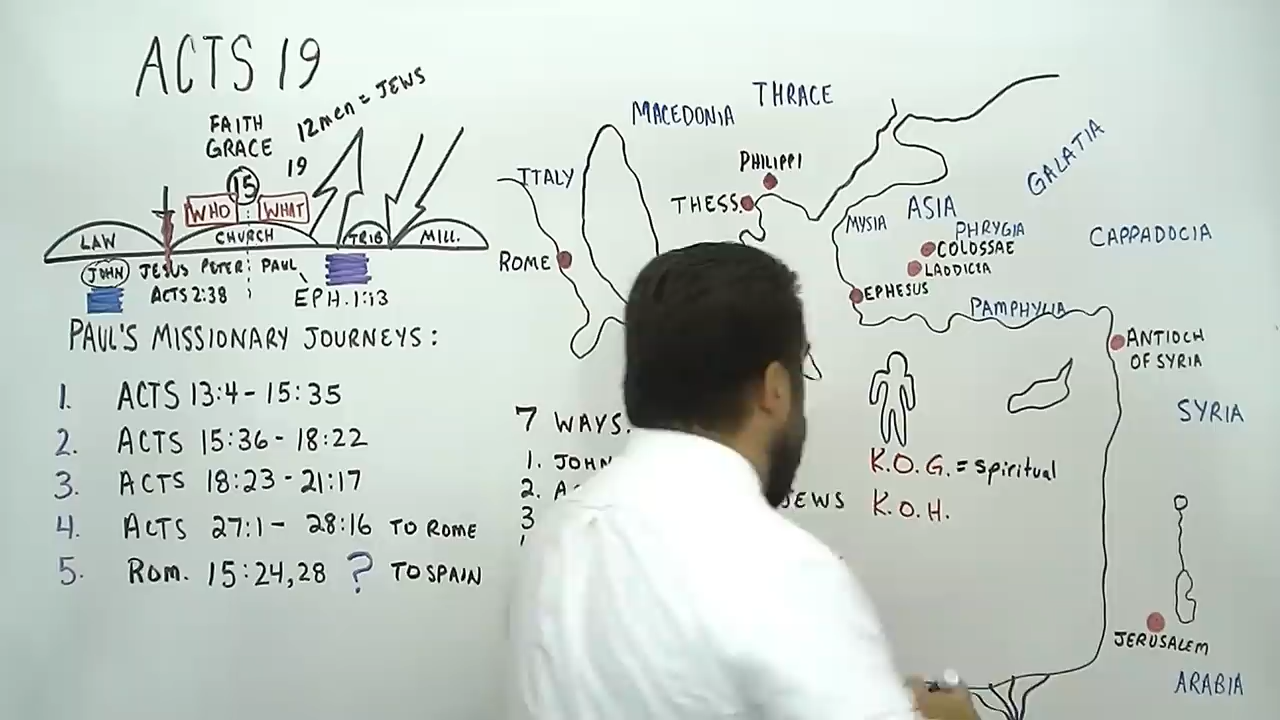 ACTS 19
12men = JEWS
FAITH
GRACE
19
15
WHO
WHAT
LAW
CHURCH
TRIB
MILL.
JOHN JESUS PETER PAUL
ACTS 2:38
EPH. 1:13
PAUL'S MISSIONARY JOURNEYS:
1. ACTS 13:4 - 15:35
2. ACTS 15:36 - 18:22
3. ACTS 18:23 - 21:17
4. ACTS 27:1 - 28:16 TO ROME
5. Rom. 15:24,28 ? TO SPAIN
MACEDONIA
THRACE
ITALY
PHILIPPI
THESS.
GALATIA
MYSIA
ASIA
PHRYGIA
CAPPADOCIA
COLOSSAE
LAODICIA
ROME
EPHESUS
PAMPHYLIA
ANTIOCH
OF SYRIA
SYRIA
7 WAYS.
1. JOHN
2.
3
JEWS
K.O.G. = Spiritual
K.O.H.
JERUSALEM
ARABIA